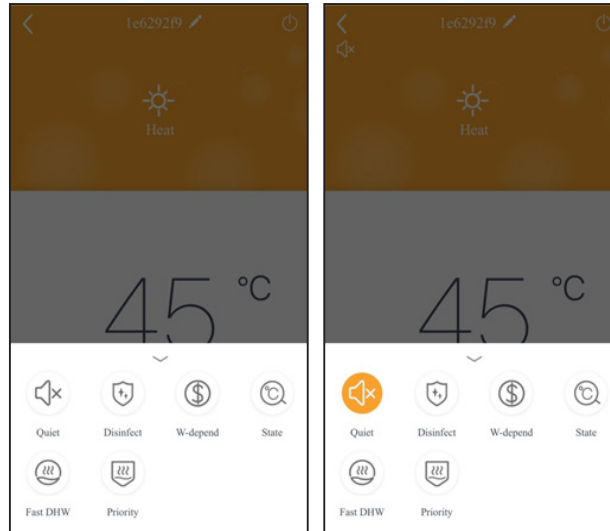 1e6292f9
Heat
45 °C
Quiet
Disinfect
W-depend
State
Fast DHW
Priority
1e6292f9
Heat
45 °C
Quiet
Disinfect
W-depend
State
Fast DHW
Priority